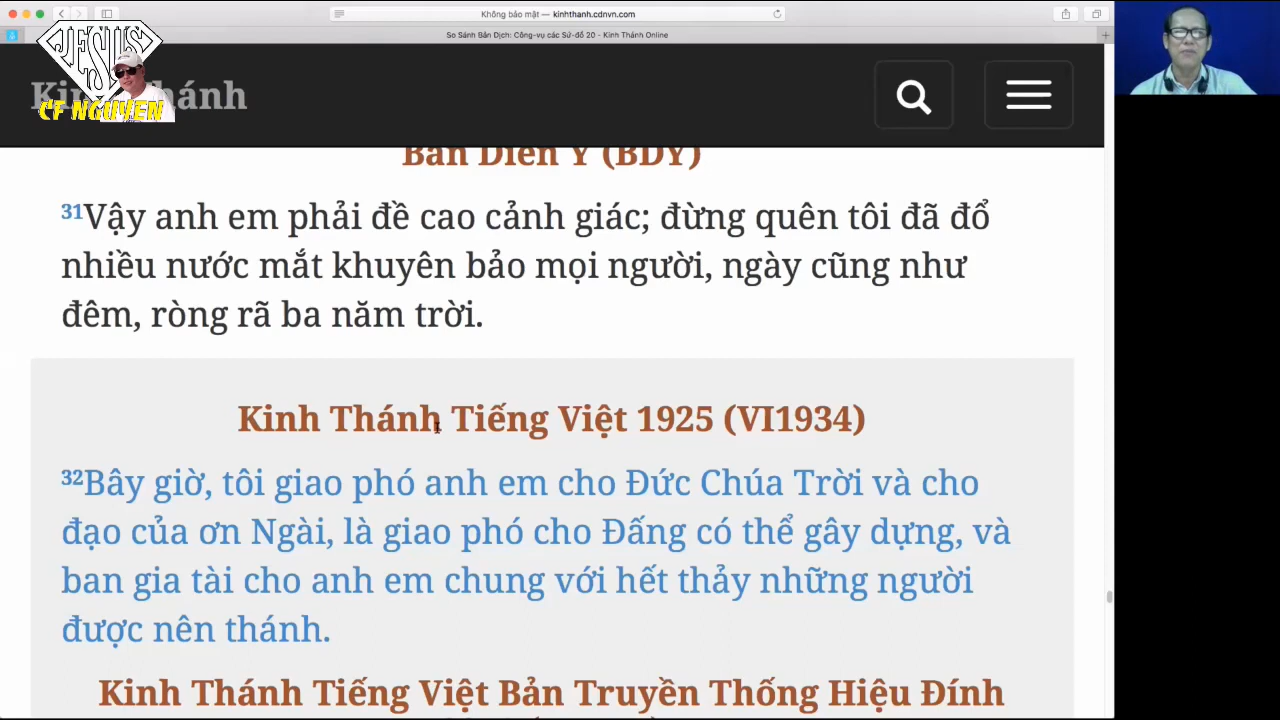 Không bảo mật — kinhthanh.cdnvn.com
So Sánh Bản Dịch: Công-vụ các Sứ-đồ 20 - Kinh Thánh Online
JESUS
CF NGUYEN
Bản Diễn Ý (BDY)
31Vậy anh em phải đề cao cảnh giác; đừng quên tôi đã đổ
nhiều nước mắt khuyên bảo mọi người, ngày cũng như
đêm, ròng rã ba năm trời.
Kinh Thánh Tiếng Việt 1925 (VI1934)
32Bây giờ, tôi giao phó anh em cho Đức Chúa Trời và cho
đạo của ơn Ngài, là giao phó cho Đấng có thể gây dựng, và
ban gia tài cho anh em chung với hết thảy những người
được nên thánh.
Kinh Thánh Tiếng Việt Bản Truyền Thống Hiệu Đính